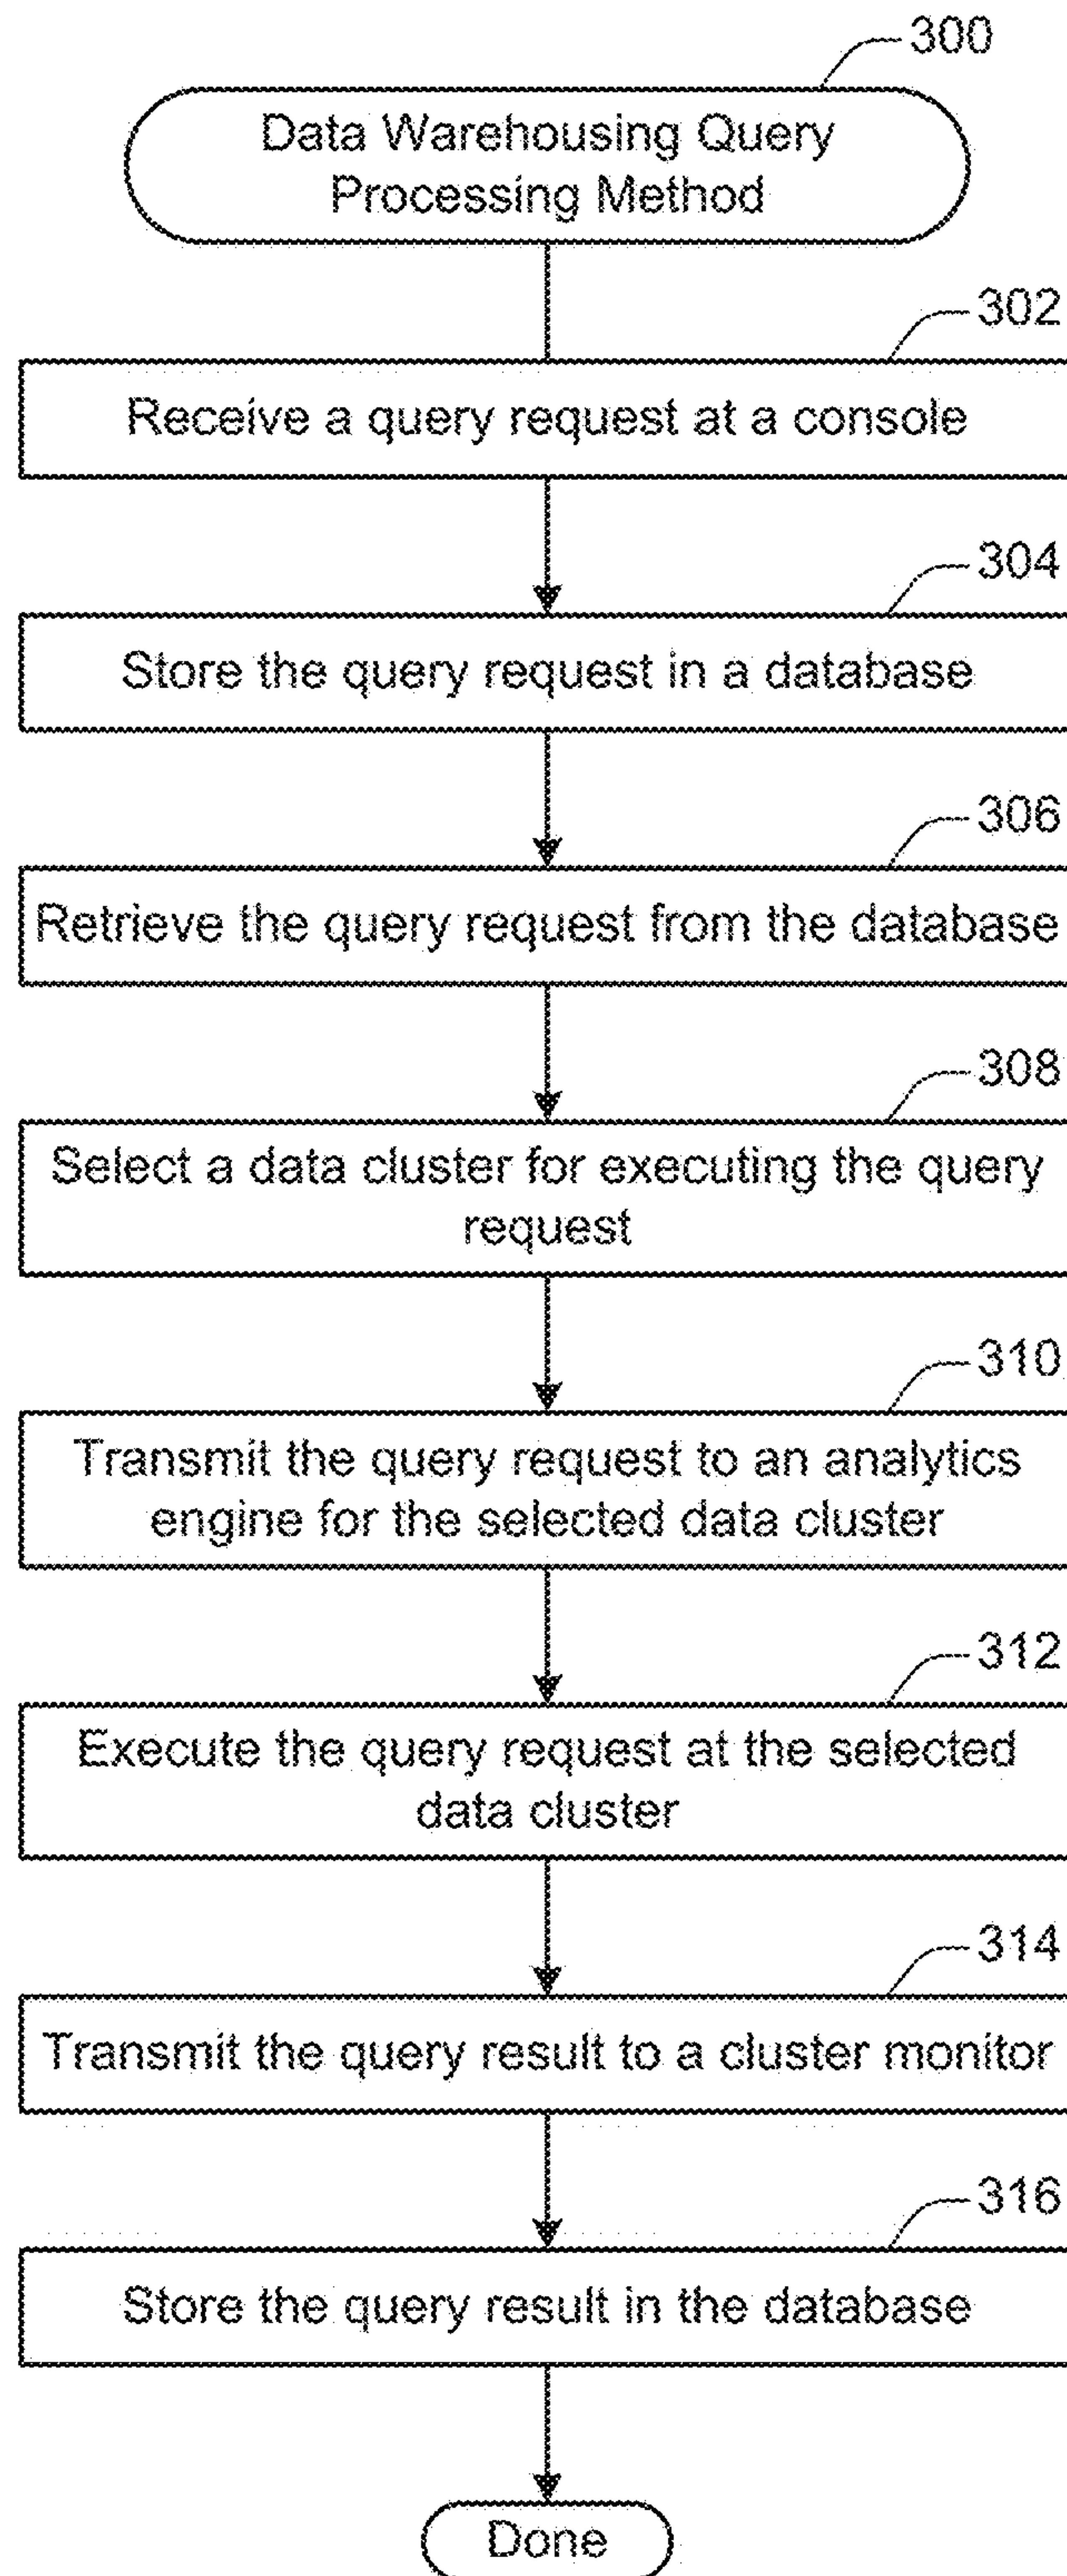 300
Data Warehousing Query
Processing Method
302
Receive a query request at a console
304
Store the query request in a database
306
Retrieve the query request from the database
308
Select a data cluster for executing the query
request
310
Transmit the query request to an analytics
engine for the selected data cluster
312
Execute the query request at the selected
data cluster
314
Transmit the query result to a cluster monitor
316
Store the query result in the database
Done